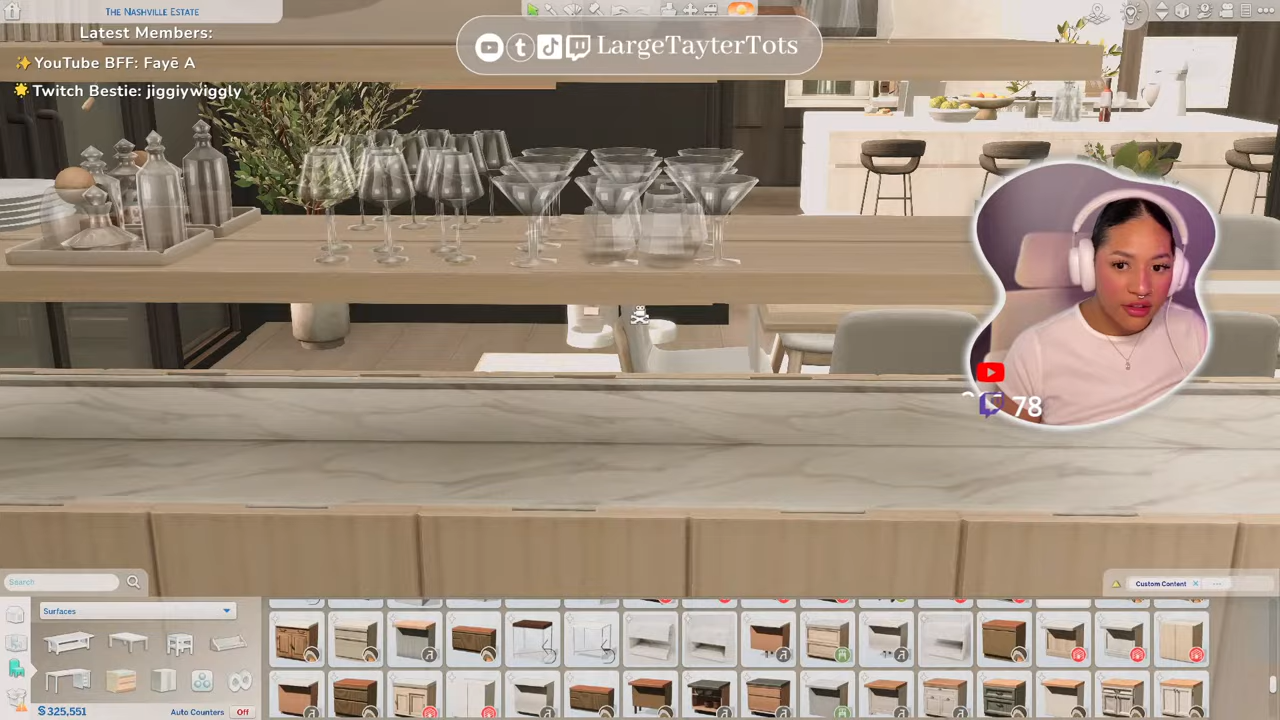 THE NASHVILLE ESTATE
Latest Members:
YouTube BFF: Fayē A
Twitch Bestie: jiggiywiggly
LargeTayterTots
78
Search
Custom Content
Surfaces
$325,551
Auto Counters Off